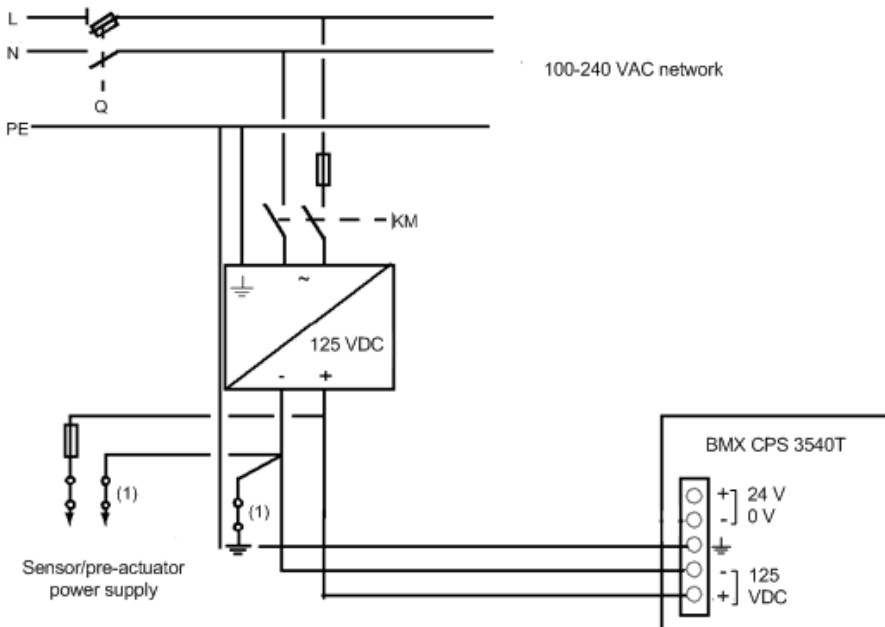 L
N
100-240 VAC network
Q
PE
KM
~
125 VDC
- +
BMX CPS 3540T
+ 24 V
- 0 V
(1)
(1)
Sensor/pre-actuator
power supply
- 125
+ VDC